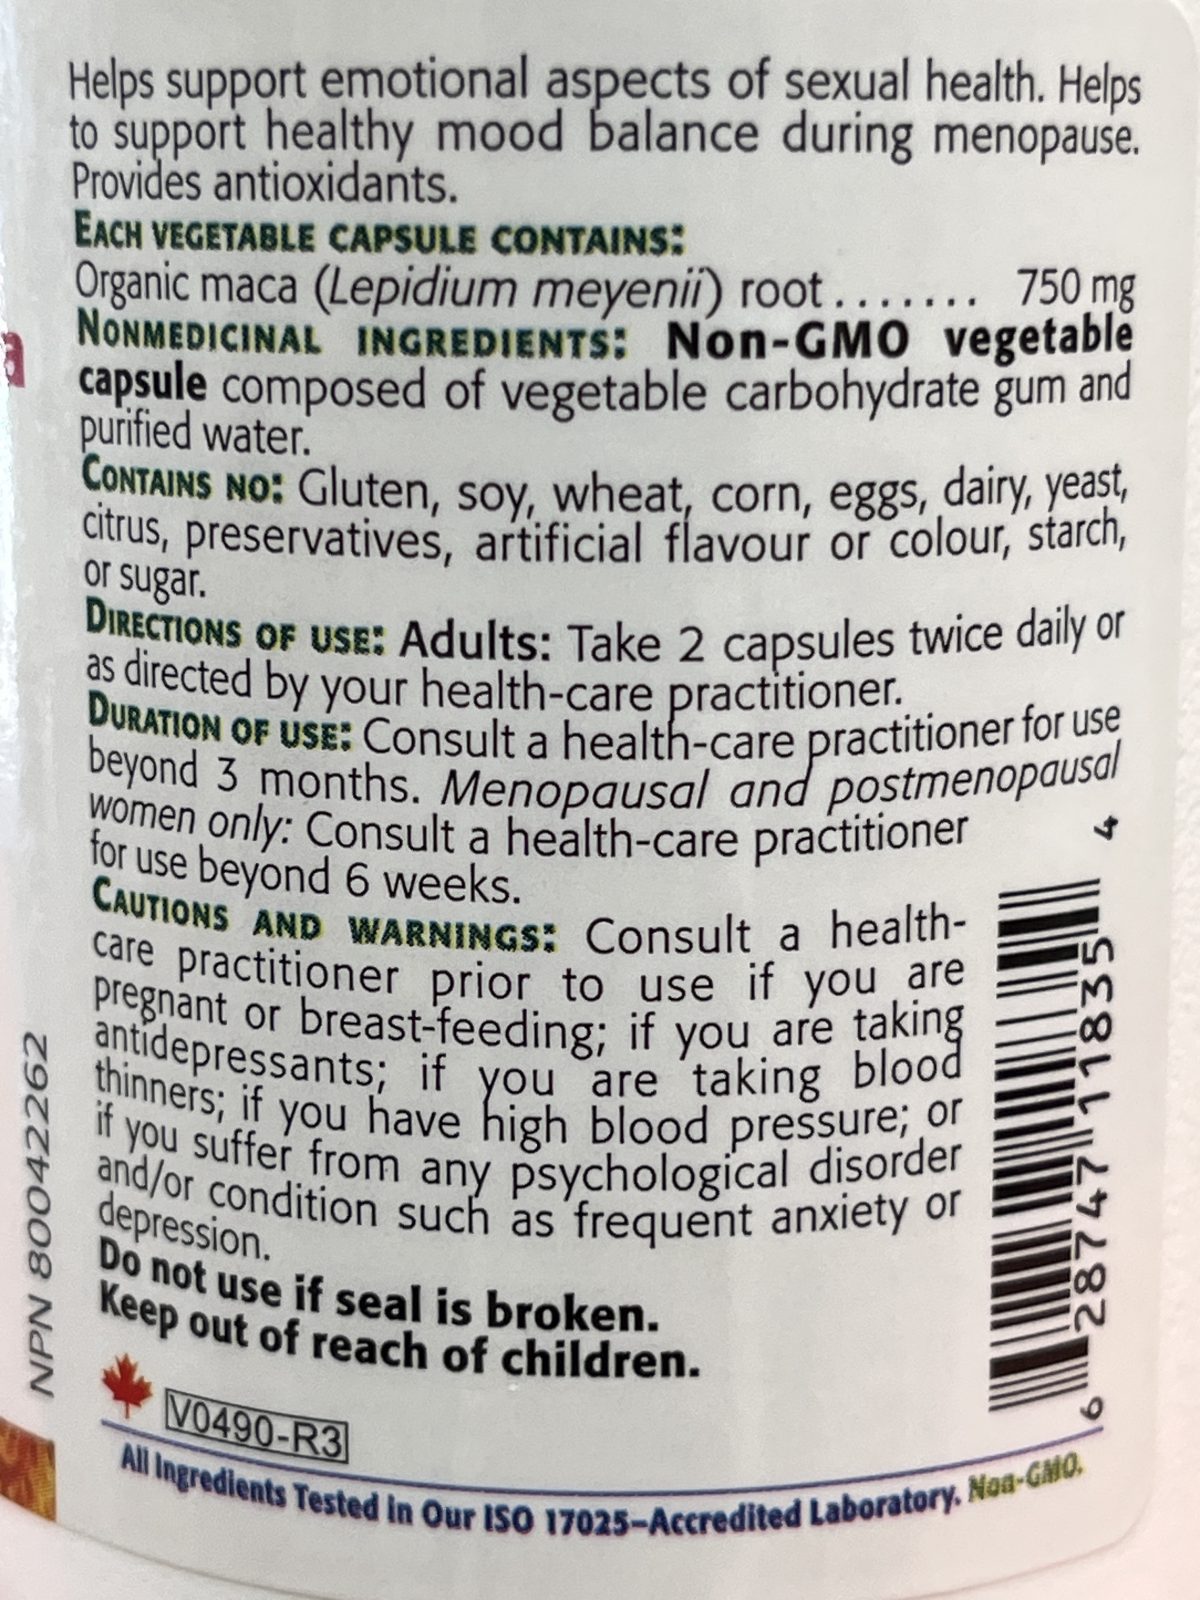 Helps support emotional aspects of sexual health. Helps
to support healthy mood balance during menopause.
Provides antioxidants.
EACH VEGETABLE CAPSULE CONTAINS:
Organic maca (Lepidium meyenii) root....... 750 mg
NONMEDICINAL INGREDIENTS: Non-GMO vegetable
capsule composed of vegetable carbohydrate gum and
purified water.
CONTAINS NO: Gluten, soy, wheat, corn, eggs, dairy, yeast,
citrus, preservatives, artificial flavour or colour, starch,
or sugar.
DIRECTIONS OF USE: Adults: Take 2 capsules twice daily or
as directed by your health-care practitioner.
DURATION OF USE: Consult a health-care practitioner for use
beyond 3 months. Menopausal and postmenopausal
women only: Consult a health-care practitioner
for use beyond 6 weeks.
CAUTIONS AND WARNINGS: Consult a health-
care practitioner prior to use if you are
pregnant or breast-feeding; if you are taking
antidepressants; if you are taking blood
thinners; if you have high blood pressure; or
if you suffer from any psychological disorder
and/or condition such as frequent anxiety or
depression.
Do not use if seal is broken.
Keep out of reach of children.
V0490-R3
All Ingredients Tested in Our ISO 17025–Accredited Laboratory. Non-GMO.
NPN 80042262
6 28747 11835 4
a